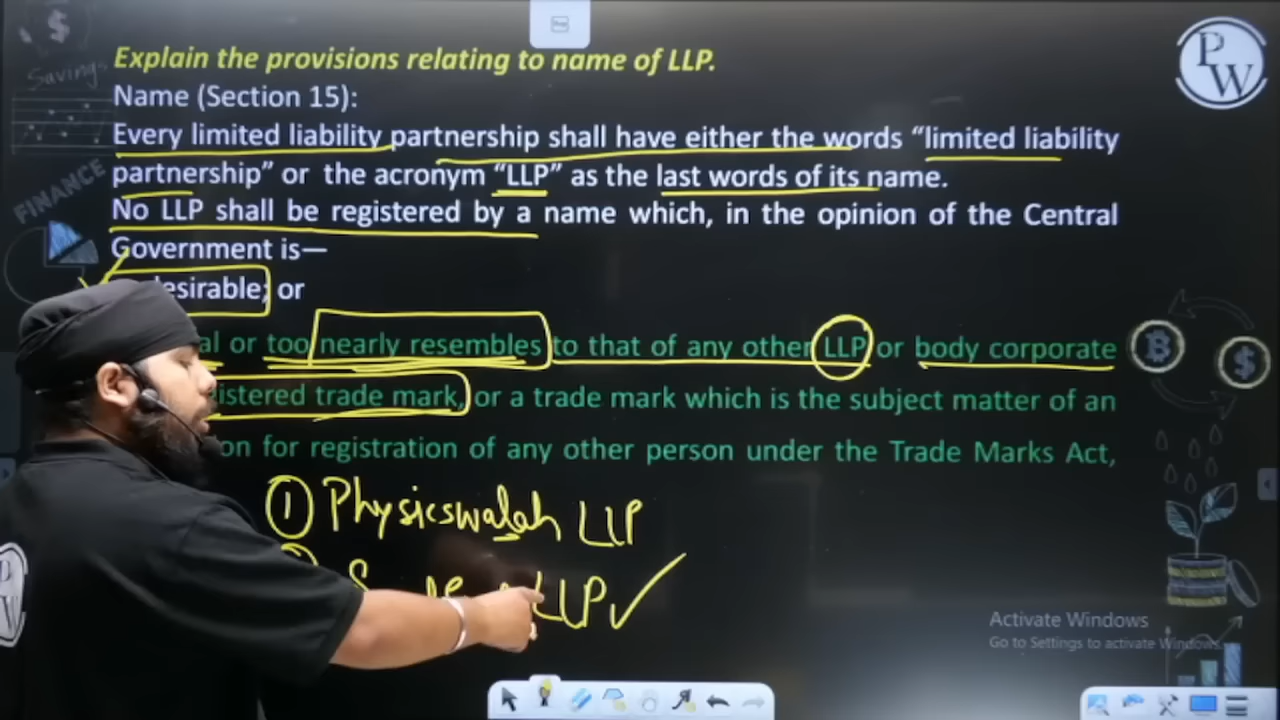 Savings
FINANCE
Explain the provisions relating to name of LLP.
Name (Section 15):
Every limited liability partnership shall have either the words “limited liability
partnership” or the acronym “LLP” as the last words of its name.
No LLP shall be registered by a name which, in the opinion of the Central
Government is—
or
or too nearly resembles to that of any other LLP or body corporate
trade mark, or a trade mark which is the subject matter of an
for registration of any other person under the Trade Marks Act,
① Physicswalah LLP
LLP ✓
PW
Activate Windows
Go to Settings to activate Windows.